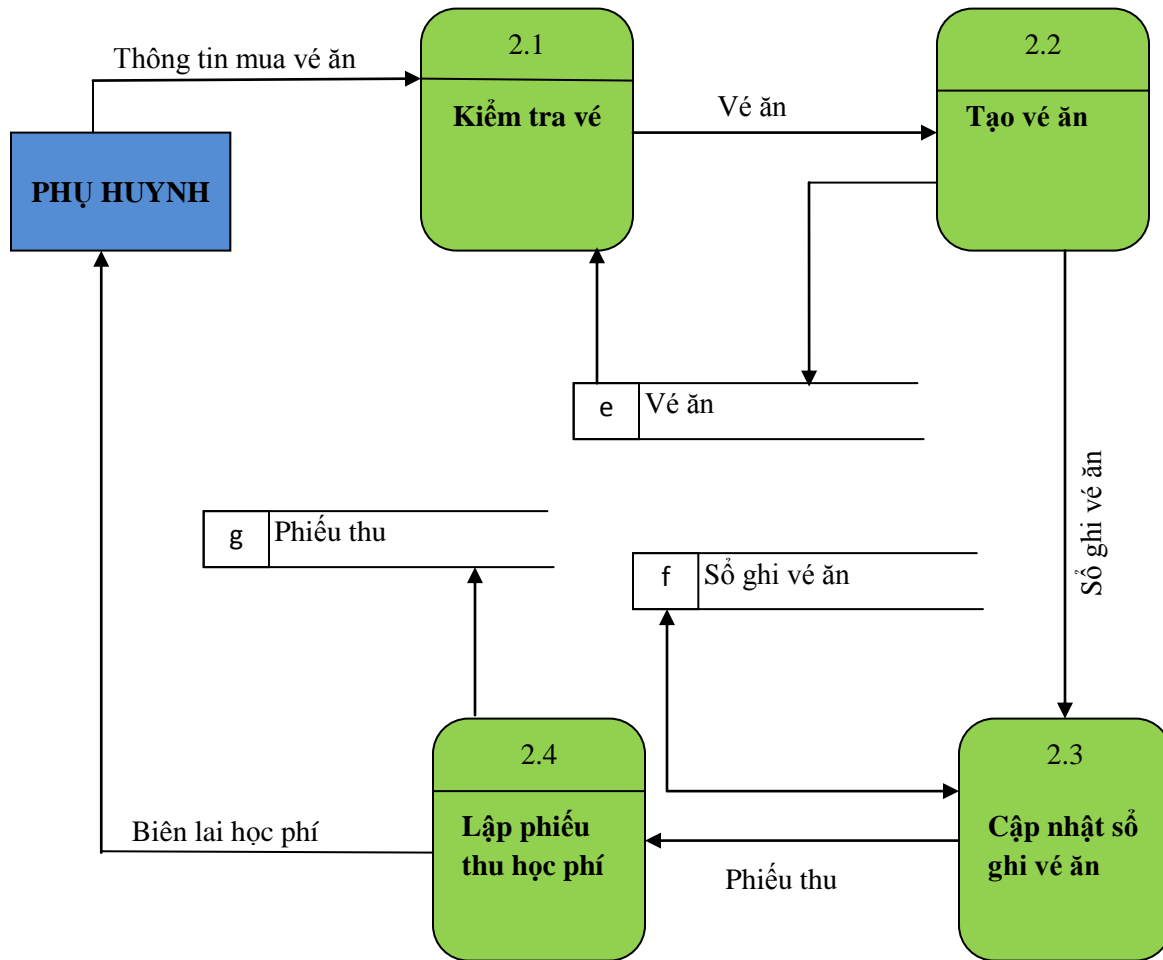 Thông tin mua vé ăn
2.1
Kiểm tra vé
Vé ăn
2.2
Tạo vé ăn
PHỤ HUYNH
e
Vé ăn
g
Phiếu thu
f
Sổ ghi vé ăn
Sổ ghi vé ăn
2.4
Lập phiếu
thu học phí
2.3
Cập nhật sổ
ghi vé ăn
Biên lai học phí
Phiếu thu